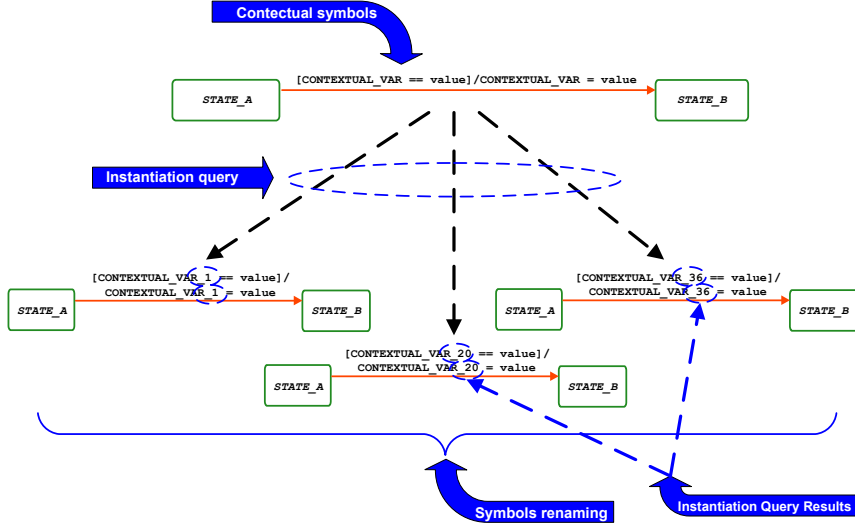 Contectual symbols
[CONTEXTUAL_VAR == value]/CONTEXTUAL_VAR = value
STATE_A
STATE_B
Instantiation query
[CONTEXTUAL_VAR_1 == value]/
CONTEXTUAL_VAR_1 = value
STATE_A
STATE_B
[CONTEXTUAL_VAR_36 == value]/
CONTEXTUAL_VAR_36 = value
STATE_A
STATE_B
[CONTEXTUAL_VAR_20 == value]/
CONTEXTUAL_VAR_20 = value
STATE_A
STATE_B
Symbols renaming
Instantiation Query Results